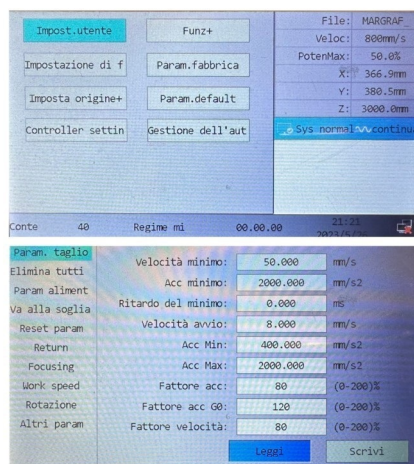 Impost.utente
Funz+
Impostazione di f
Param.fabbrica
Imposta origine+
Param.default
Controller settin
Gestione dell'aut
File: MARGRAF_
Veloc: 800mm/s
PotenMax: 50.0%
X: 366.9mm
Y: 380.5mm
Z: 3000.0mm
Sys normal continu
Conte 40 Regime mi 00.00.00 21:21
Param. taglio
Elimina tutti
Param aliment
Va alla soglia
Reset param
Return
Focusing
Work speed
Rotazione
Altri param
Velocità minimo: 50.000 mm/s
Acc minimo: 2000.000 mm/s2
Ritardo del minimo: 0.000 ms
Velocità avvio: 8.000 mm/s
Acc Min: 400.000 mm/s2
Acc Max: 2000.000 mm/s2
Fattore acc: 80 (0-200)%
Fattore acc G0: 120 (0-200)%
Fattore velocità: 80 (0-200)%
Leggi
Scrivi